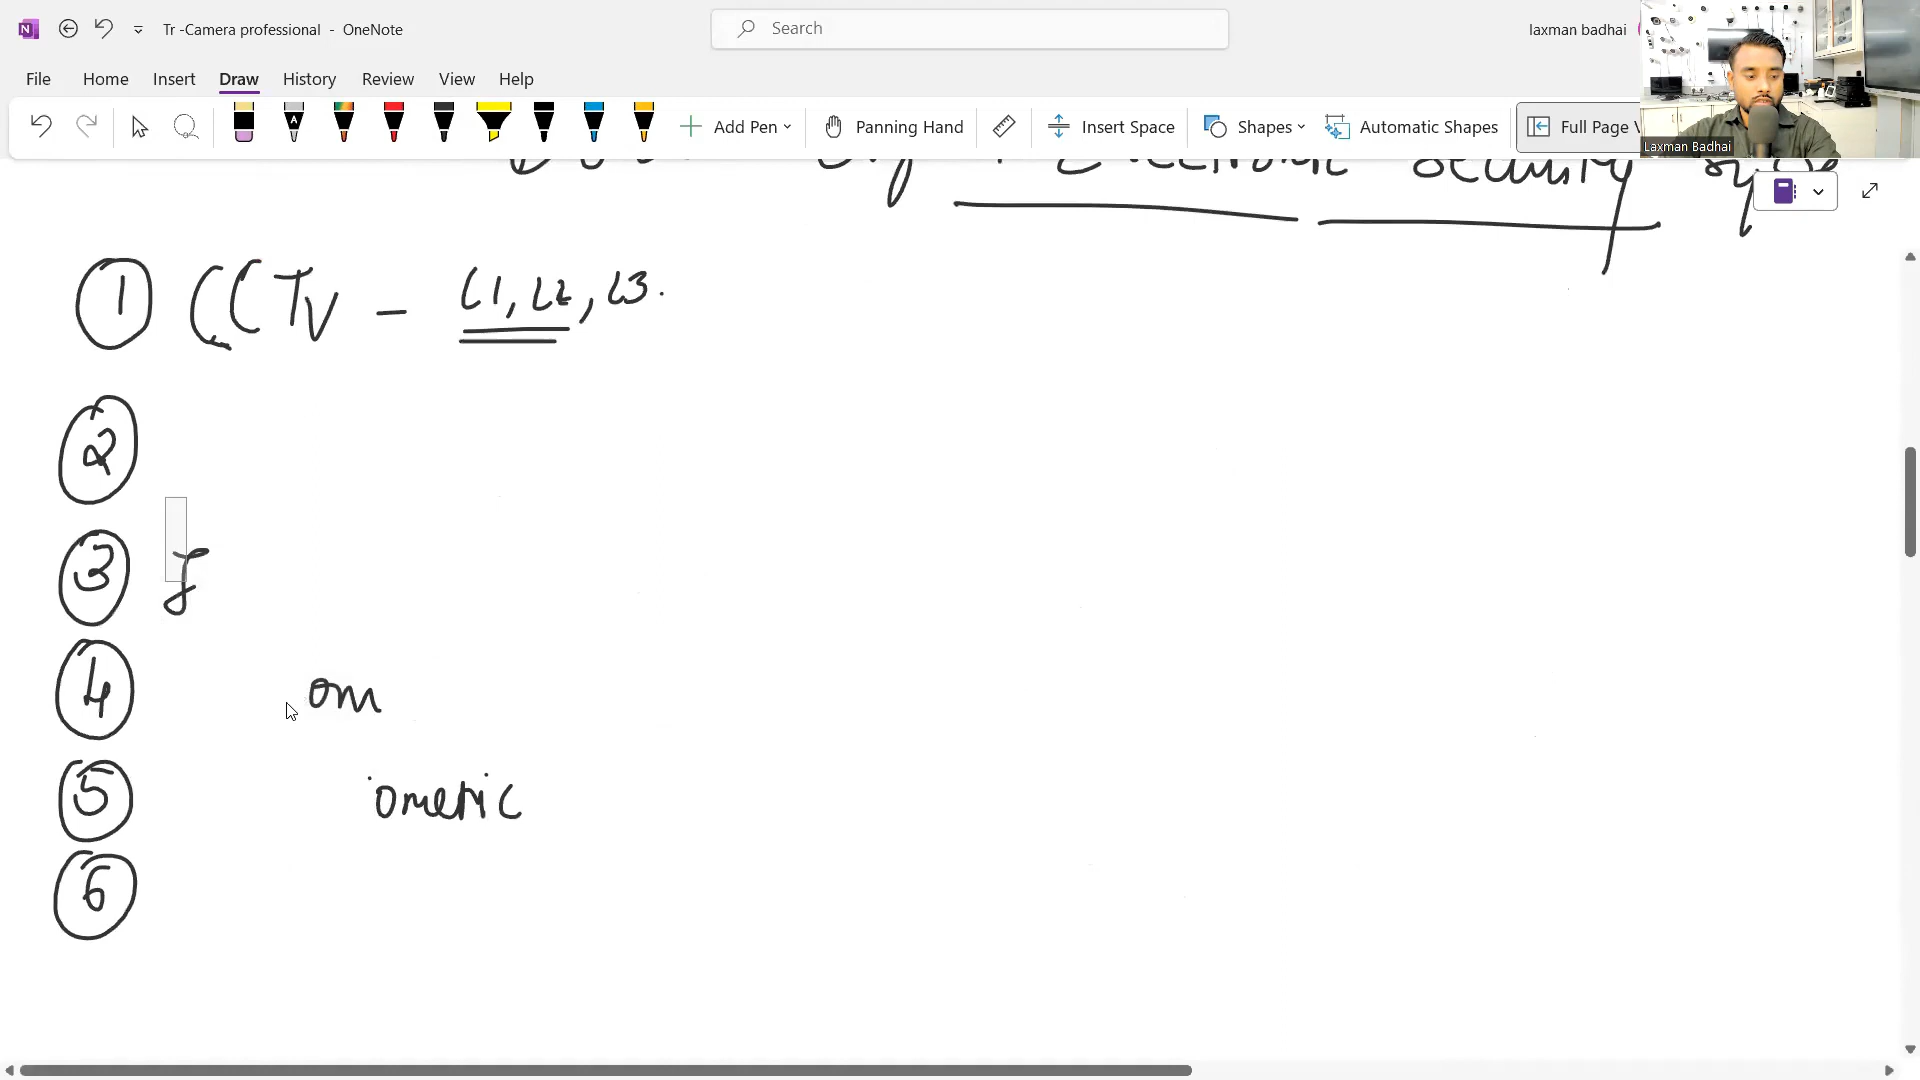 Tr -Camera professional - OneNote
Search
laxman badhai
File Home Insert Draw History Review View Help
A Add Pen Panning Hand Insert Space Shapes Automatic Shapes Full Page V
Laxman Badhai
Electronic Security
1 CCTV - L1, L2, L3.
2
3
4 om
5 ometric
6